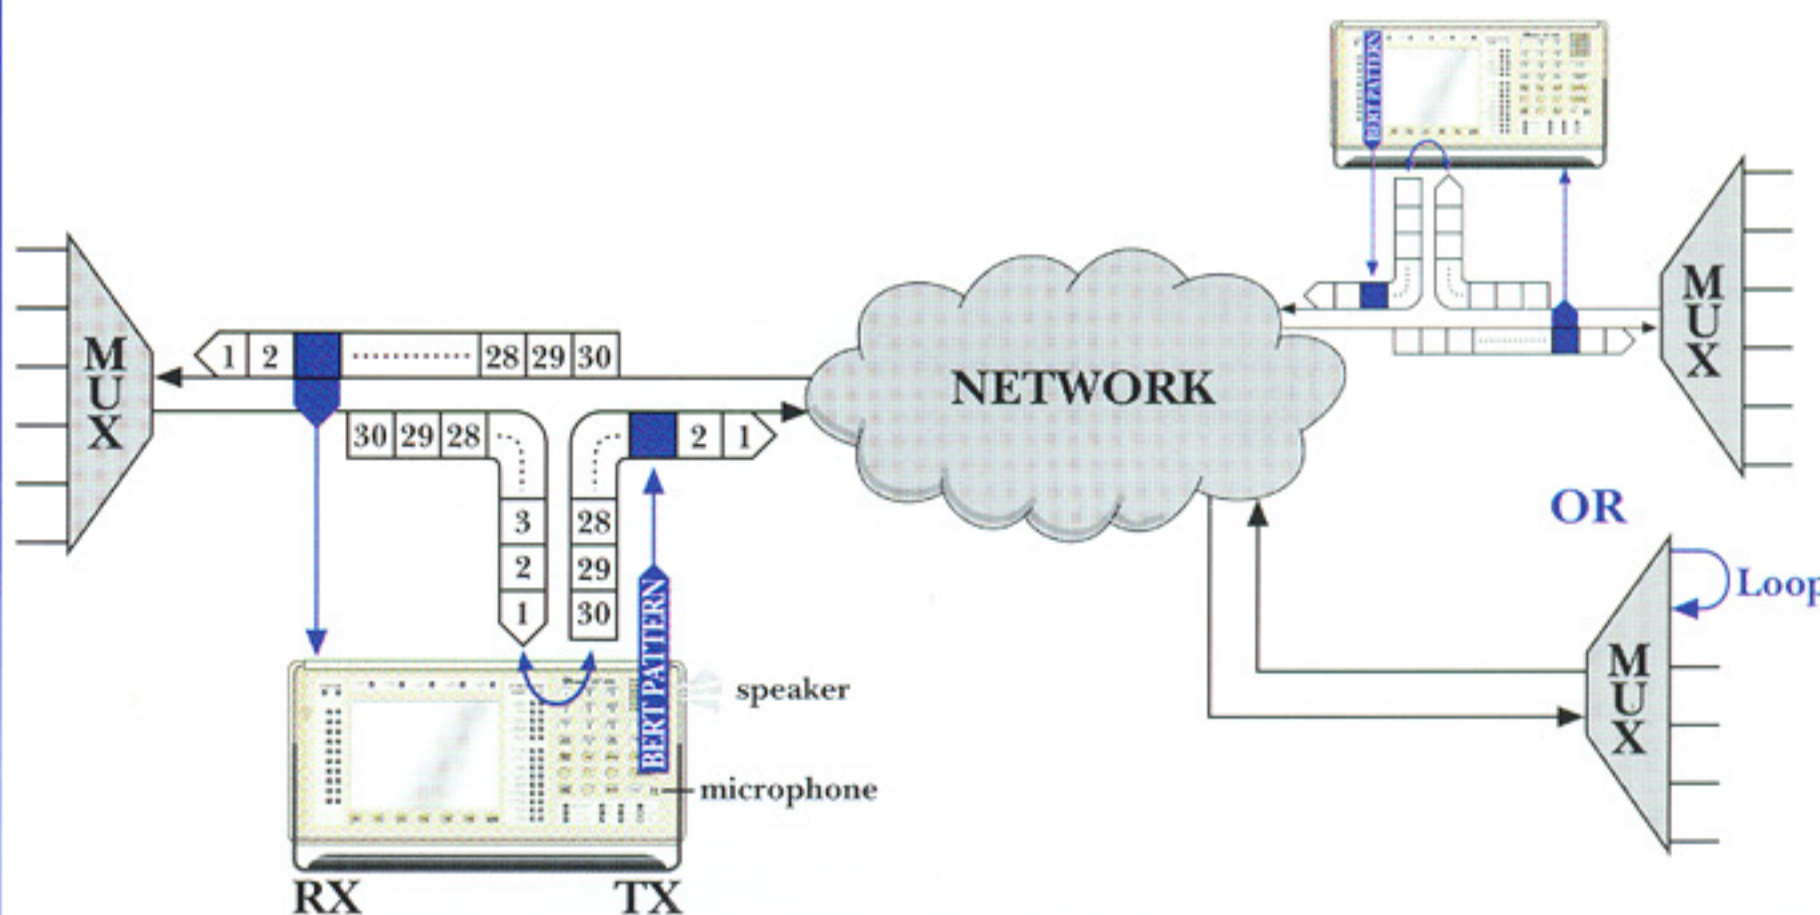 BERT PATTERN
MUX
MUX
1 2 28 29 30
NETWORK
30 29 28
2 1
3
2
1
28
29
30
OR
BERT PATTERN
MUX
Loop
speaker
microphone
RX TX